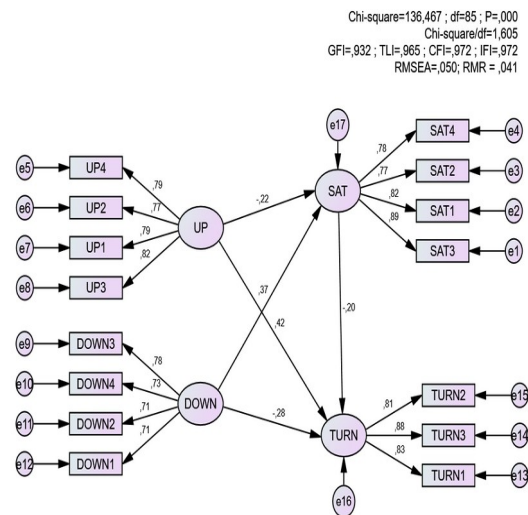 Chi-square=136,467 ; df=85 ; P=,000
Chi-square/df=1,605
GFI=,932 ; TLI=,965 ; CFI=,972 ; IFI=,972
RMSEA=,050; RMR = ,041
e17
e5
UP4
,79
e6
UP2
,77
e7
UP1
,79
e8
UP3
,82
UP
-,22
SAT
,78
SAT4
e4
,77
SAT2
e3
,82
SAT1
e2
,89
SAT3
e1
,37
,42
-,20
e9
DOWN3
,78
e10
DOWN4
,73
e11
DOWN2
,71
e12
DOWN1
,71
DOWN
-,28
TURN
,81
TURN2
e15
,88
TURN3
e14
,83
TURN1
e13
e16